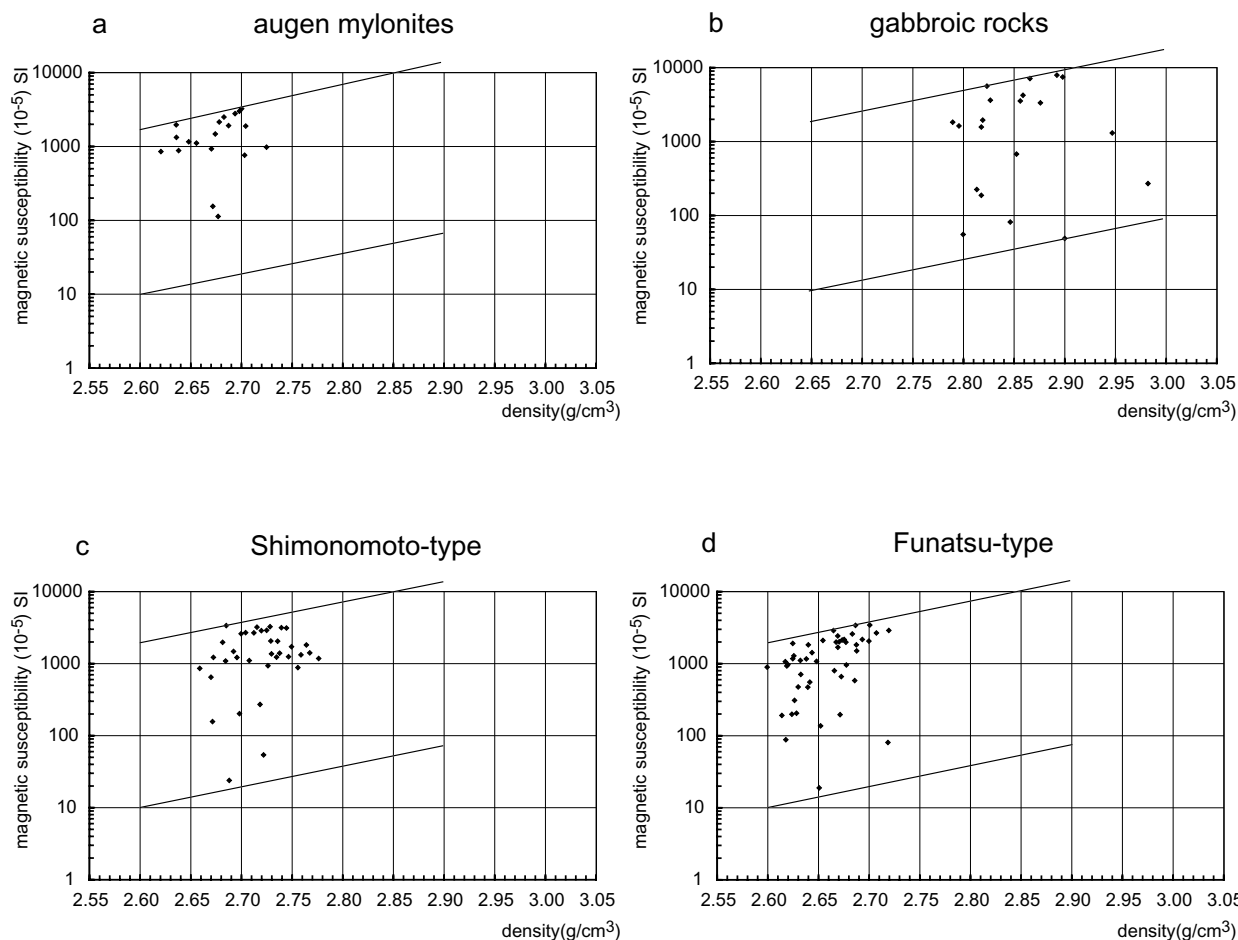 a augen mylonites
magnetic susceptibility (10-5) SI
10000
1000
100
10
1
2.55 2.60 2.70 2.75 2.80 2.85 2.90 2.95 3.00 3.05
density(g/cm3)
b gabbroic rocks
magnetic susceptibility (10-5) SI
10000
1000
100
10
1
2.55 2.60 2.70 2.75 2.80 2.85 2.90 2.95 3.00 3.05
density(g/cm3)
c Shimonomoto-type
magnetic susceptibility (10-5) SI
10000
1000
100
10
1
2.55 2.60 2.70 2.75 2.80 2.85 2.90 2.95 3.00 3.05
density(g/cm3)
d Funatsu-type
magnetic susceptibility (10-5) SI
10000
1000
100
10
1
2.55 2.60 2.65 2.70 2.75 2.80 2.85 2.90 2.95 3.00 3.05
density(g/cm3)